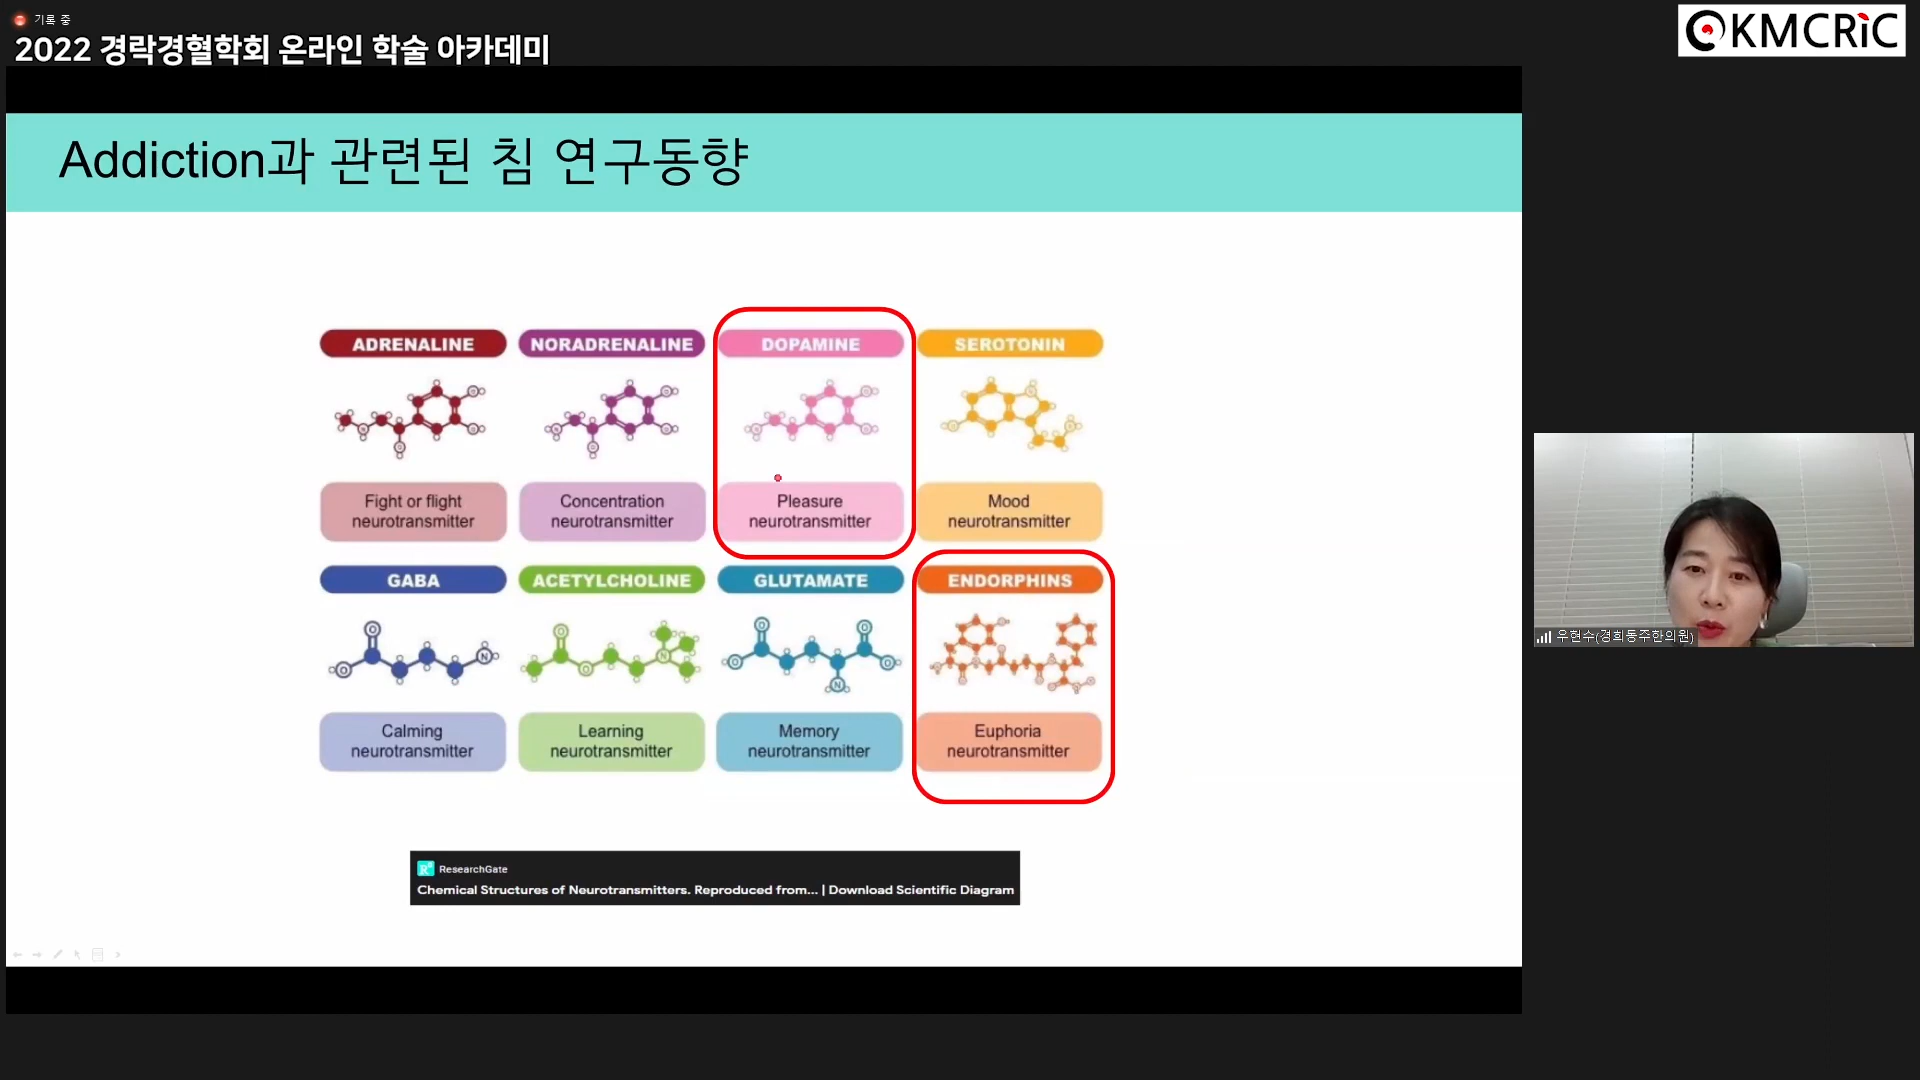 기록 중
2022 경락경혈학회 온라인 학술 아카데미
KMCRiC
Addiction과 관련된 침 연구동향
ADRENALINE
NORADRENALINE
DOPAMINE
SEROTONIN
Fight or flight
neurotransmitter
Concentration
neurotransmitter
Pleasure
neurotransmitter
Mood
neurotransmitter
GABA
ACETYLCHOLINE
GLUTAMATE
ENDORPHINS
Calming
neurotransmitter
Learning
neurotransmitter
Memory
neurotransmitter
Euphoria
neurotransmitter
ResearchGate
Chemical Structures of Neurotransmitters. Reproduced from... | Download Scientific Diagram
우현수(경희동주한의원)